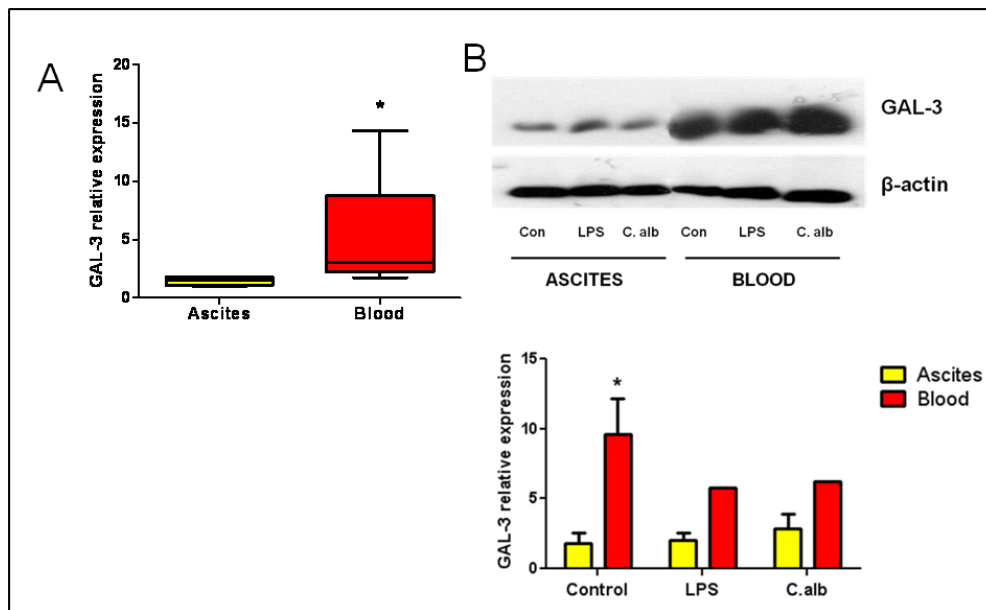 A
GAL-3 relative expression
20
15
10
5
0
*
Ascites Blood
B
GAL-3
β-actin
Con LPS C. alb Con LPS C. alb
ASCITES BLOOD
GAL-3 relative expression
15
10
5
0
*
Control LPS C.alb
Ascites
Blood